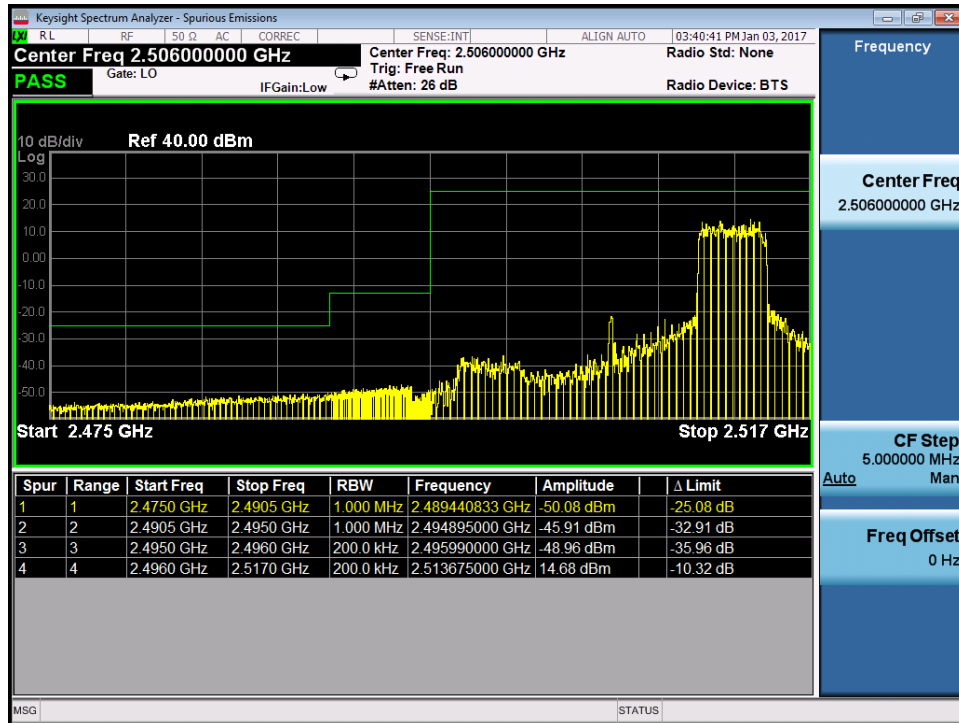 Keysight Spectrum Analyzer - Spurious Emissions
LXI RL RF 50 Ω AC CORREC SENSE:INT ALIGN AUTO 03:40:41 PM Jan 03, 2017
Center Freq 2.506000000 GHz
Center Freq: 2.506000000 GHz
Radio Std: None
Gate: LO
Trig: Free Run
PASS
IFGain:Low
#Atten: 26 dB
Radio Device: BTS
10 dB/div
Ref 40.00 dBm
Log
30.0
20.0
10.0
0.00
-10.0
-20.0
-30.0
-40.0
-50.0
Start 2.475 GHz
Stop 2.517 GHz
Spur Range Start Freq Stop Freq RBW Frequency Amplitude Δ Limit
1 1 2.4750 GHz 2.4905 GHz 1.000 MHz 2.489440833 GHz -50.08 dBm -25.08 dB
2 2 2.4905 GHz 2.4950 GHz 1.000 MHz 2.494895000 GHz -45.91 dBm -32.91 dB
3 3 2.4950 GHz 2.4960 GHz 200.0 kHz 2.495990000 GHz -48.96 dBm -35.96 dB
4 4 2.4960 GHz 2.5170 GHz 200.0 kHz 2.513675000 GHz 14.68 dBm -10.32 dB
Frequency
Center Freq
2.506000000 GHz
CF Step
5.000000 MHz
Auto Man
Freq Offset
0 Hz
MSG
STATUS